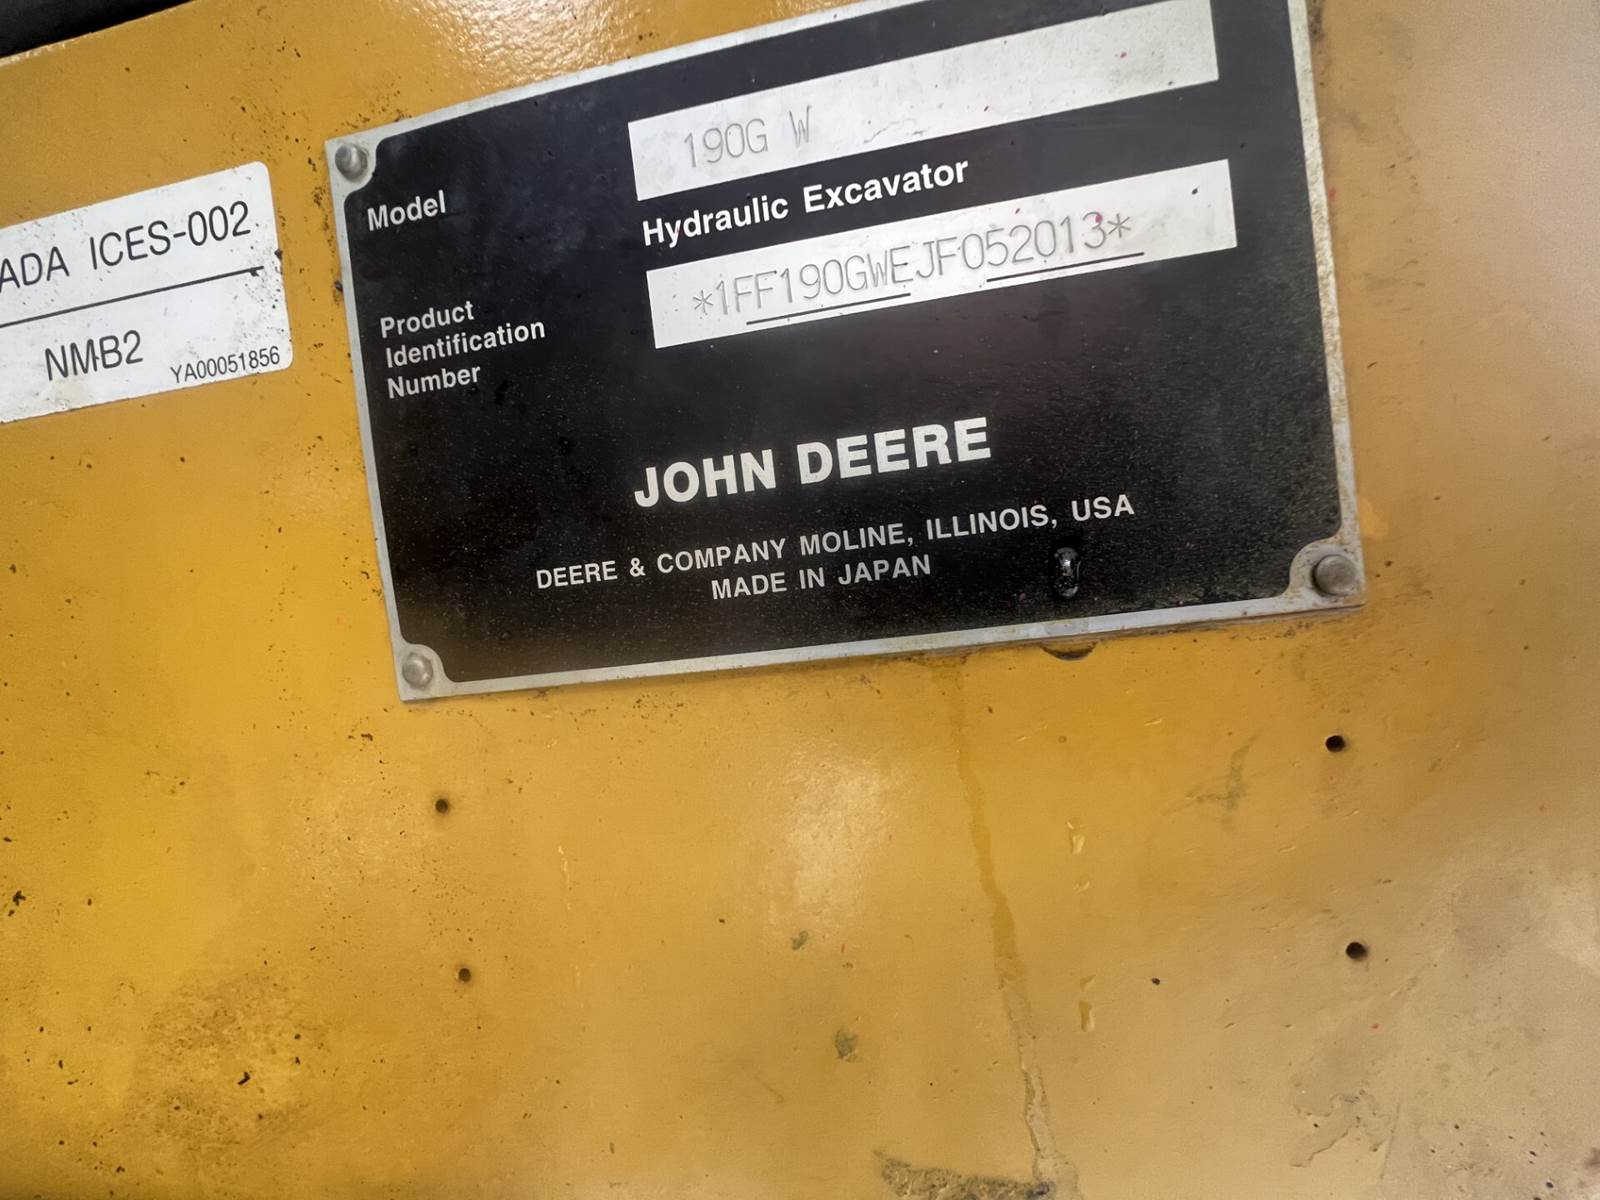 ADA ICES-002
NMB2
YA00051856
Model
190G W
Hydraulic Excavator
Product
Identification
Number
*1FF190GWEJF052013*
JOHN DEERE
DEERE & COMPANY MOLINE, ILLINOIS, USA
MADE IN JAPAN